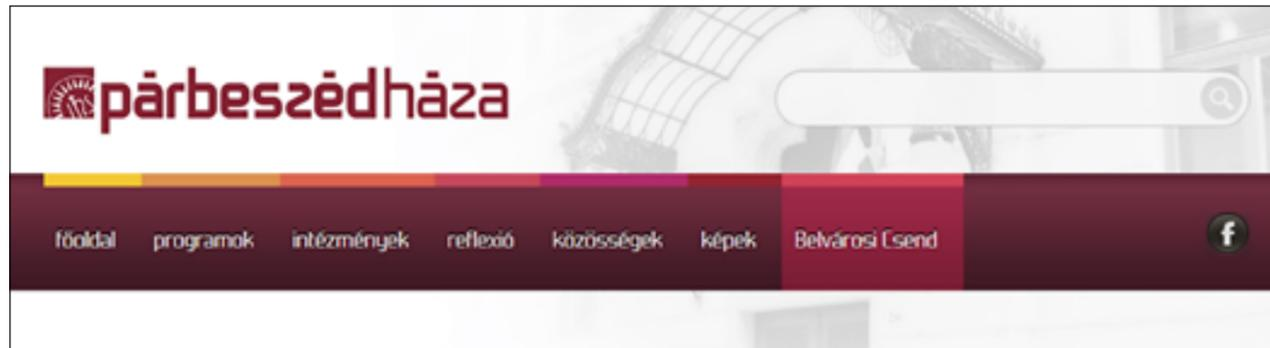 párbeszédháza
főoldal programok intézmények reflexió közösségek képek Belvárosi Csend
f